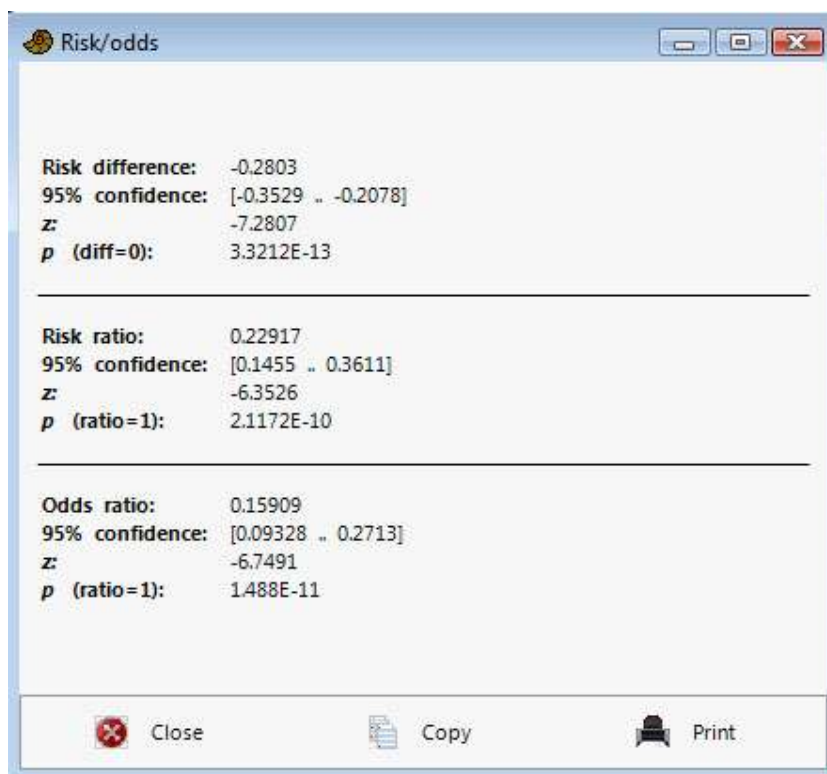 Risk/odds
Risk difference: -0.2803
95% confidence: [-0.3529 .. -0.2078]
z: -7.2807
p (diff=0): 3.3212E-13
Risk ratio: 0.22917
95% confidence: [0.1455 .. 0.3611]
z: -6.3526
p (ratio=1): 2.1172E-10
Odds ratio: 0.15909
95% confidence: [0.09328 .. 0.2713]
z: -6.7491
p (ratio=1): 1.488E-11
Close Copy Print